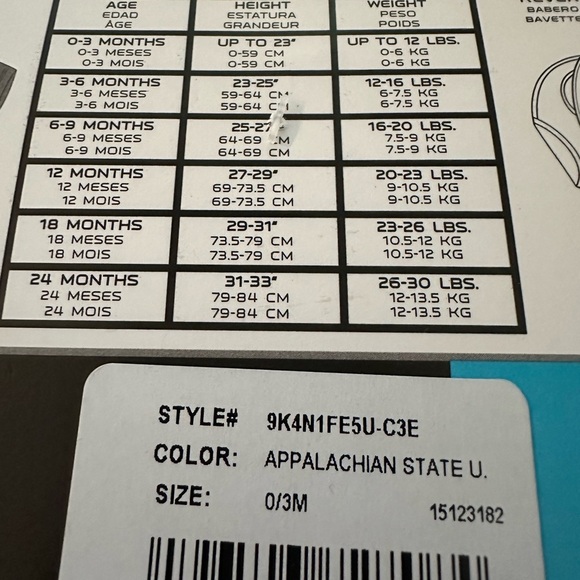 AGE HEIGHT WEIGHT
EDAD ESTATURA PESO
ÂGE GRANDEUR POIDS
BABERO
BAVETTE
0-3 MONTHS UP TO 23" UP TO 12 LBS.
0-3 MESES 0-59 CM 0-6 KG
0-3 MOIS 0-59 CM 0-6 KG
3-6 MONTHS 23-25" 12-16 LBS.
3-6 MESES 59-64 CM 6-7.5 KG
3-6 MOIS 59-64 CM 6-7.5 KG
6-9 MONTHS 25-27 16-20 LBS.
6-9 MESES 64-69 CM 7.5-9 KG
6-9 MOIS 64-69 CM 7.5-9 KG
12 MONTHS 27-29" 20-23 LBS.
12 MESES 69-73.5 CM 9-10.5 KG
12 MOIS 69-73.5 CM 9-10.5 KG
18 MONTHS 29-31" 23-26 LBS.
18 MESES 73.5-79 CM 10.5-12 KG
18 MOIS 73.5-79 CM 10.5-12 KG
24 MONTHS 31-33" 26-30 LBS.
24 MESES 79-84 CM 12-13.5 KG
24 MOIS 79-84 CM 12-13.5 KG
STYLE# 9K4N1FE5U-C3E
COLOR: APPALACHIAN STATE U.
SIZE: 0/3M 15123182